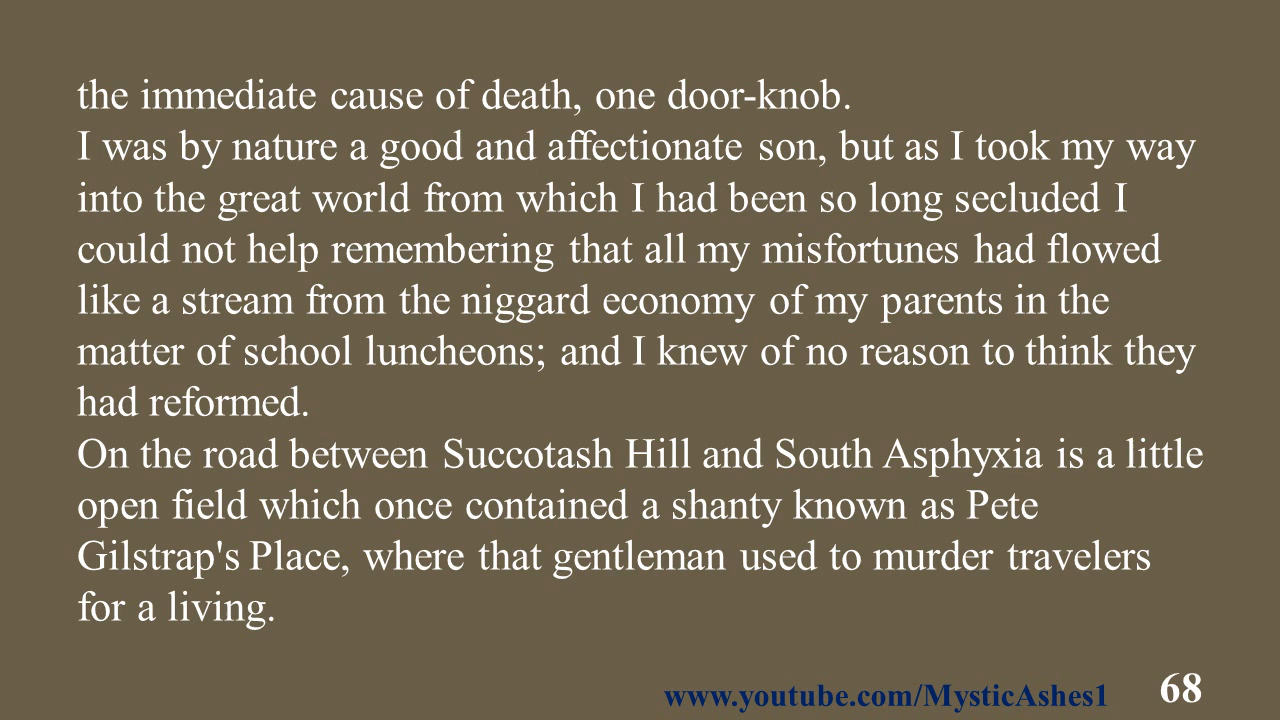 the immediate cause of death, one door-knob.
I was by nature a good and affectionate son, but as I took my way
into the great world from which I had been so long secluded I
could not help remembering that all my misfortunes had flowed
like a stream from the niggard economy of my parents in the
matter of school luncheons; and I knew of no reason to think they
had reformed.
On the road between Succotash Hill and South Asphyxia is a little
open field which once contained a shanty known as Pete
Gilstrap's Place, where that gentleman used to murder travelers
for a living.
www.youtube.com/MysticAshes1 68